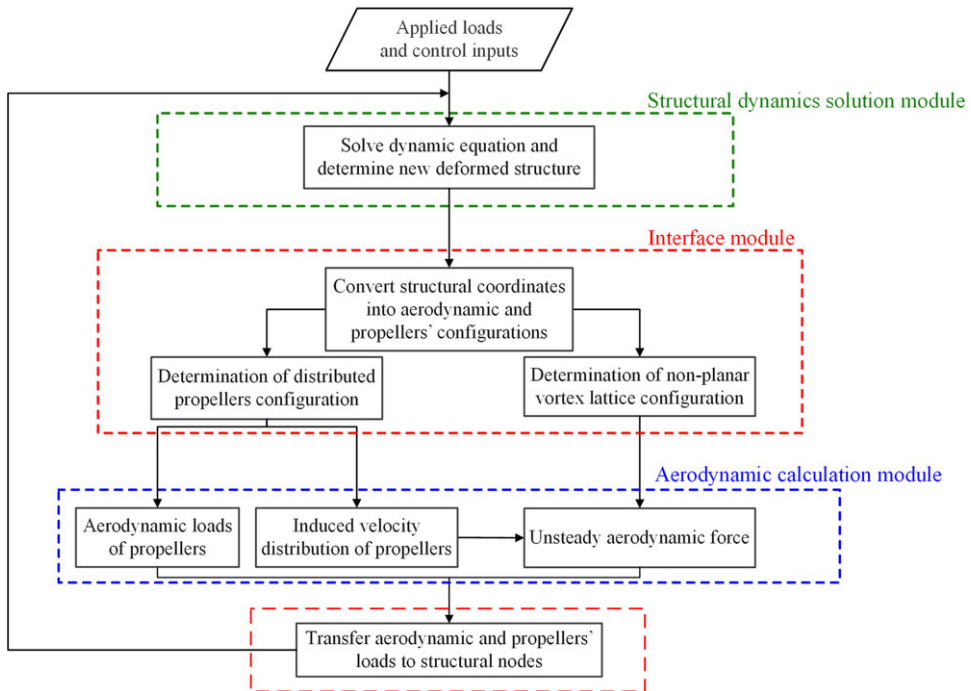 Applied loads
and control inputs
Structural dynamics solution module
Solve dynamic equation and
determine new deformed structure
Interface module
Convert structural coordinates
into aerodynamic and
propellers’ configurations
Determination of distributed
propellers configuration
Determination of non-planar
vortex lattice configuration
Aerodynamic calculation module
Aerodynamic loads
of propellers
Induced velocity
distribution of propellers
Unsteady aerodynamic force
Transfer aerodynamic and propellers’
loads to structural nodes